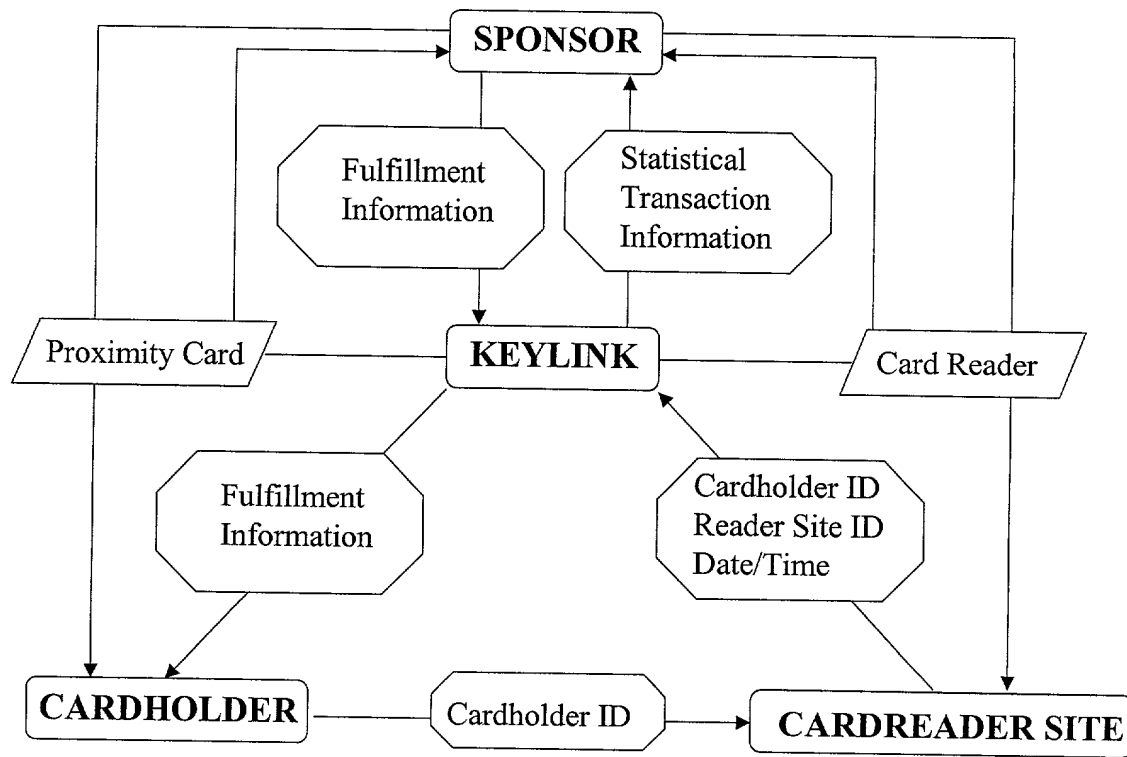 SPONSOR
Fulfillment
Information
Statistical
Transaction
Information
Proximity Card
KEYLINK
Card Reader
Fulfillment
Information
Cardholder ID
Reader Site ID
Date/Time
CARDHOLDER
Cardholder ID
CARDREADER SITE